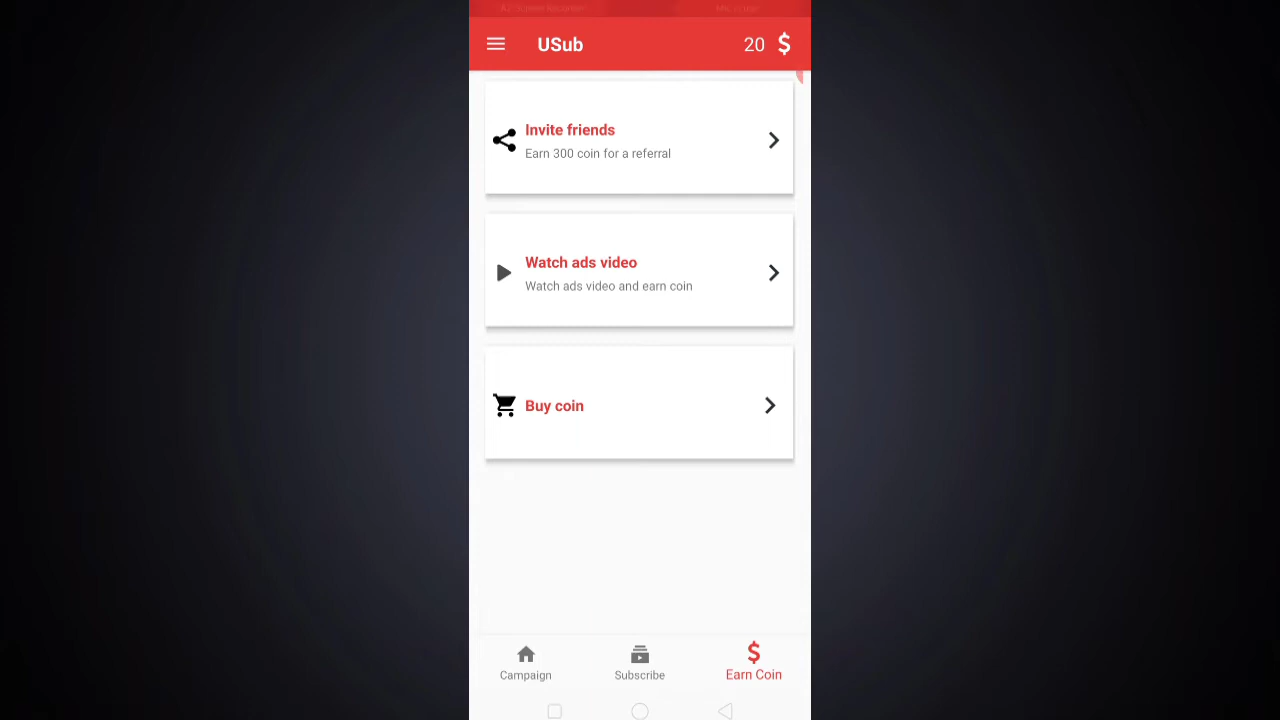 USub
20 $
Invite friends
Earn 300 coin for a referral
Watch ads video
Watch ads video and earn coin
Buy coin
$
Campaign
Subscribe
Earn Coin